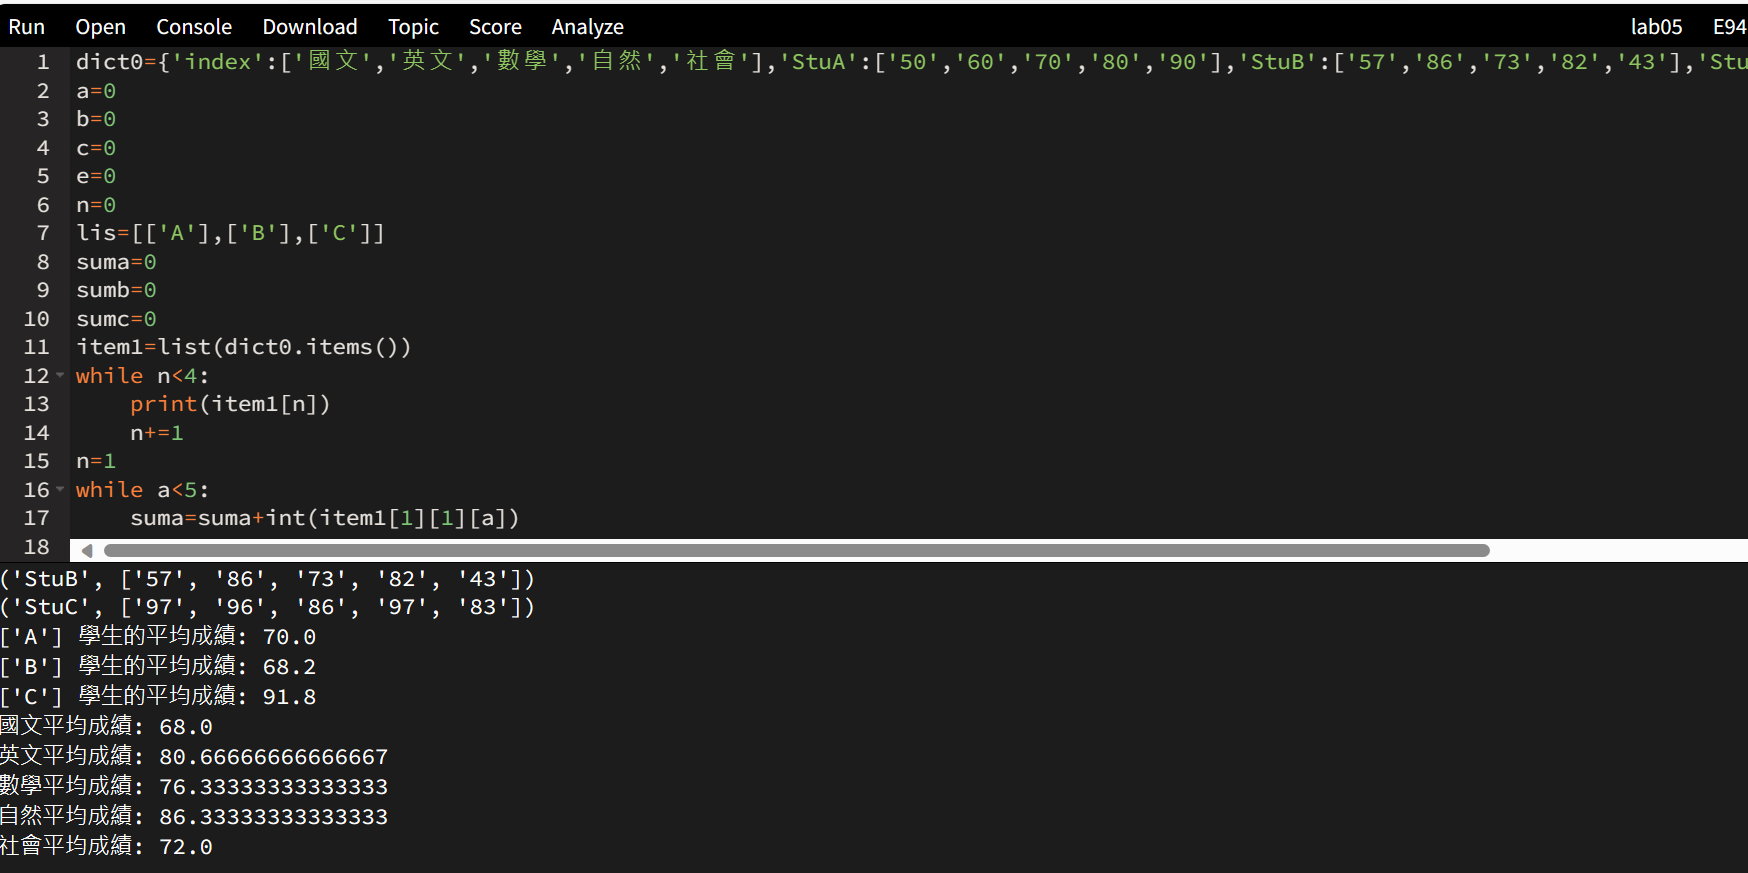 Run Open Console Download Topic Score Analyze lab05 E94
1 dict0={'index':['國文','英文','數學','自然','社會'],'StuA':['50','60','70','80','90'],'StuB':['57','86','73','82','43'],'Stu
2 a=0
3 b=0
4 c=0
5 e=0
6 n=0
7 lis=[['A'],['B'],['C']]
8 suma=0
9 sumb=0
10 sumc=0
11 item1=list(dict0.items())
12 while n<4:
13     print(item1[n])
14     n+=1
15 n=1
16 while a<5:
17     suma=suma+int(item1[1][1][a])
18
('StuB', ['57', '86', '73', '82', '43'])
('StuC', ['97', '96', '86', '97', '83'])
['A'] 學生的平均成績: 70.0
['B'] 學生的平均成績: 68.2
['C'] 學生的平均成績: 91.8
國文平均成績: 68.0
英文平均成績: 80.66666666666667
數學平均成績: 76.33333333333333
自然平均成績: 86.33333333333333
社會平均成績: 72.0